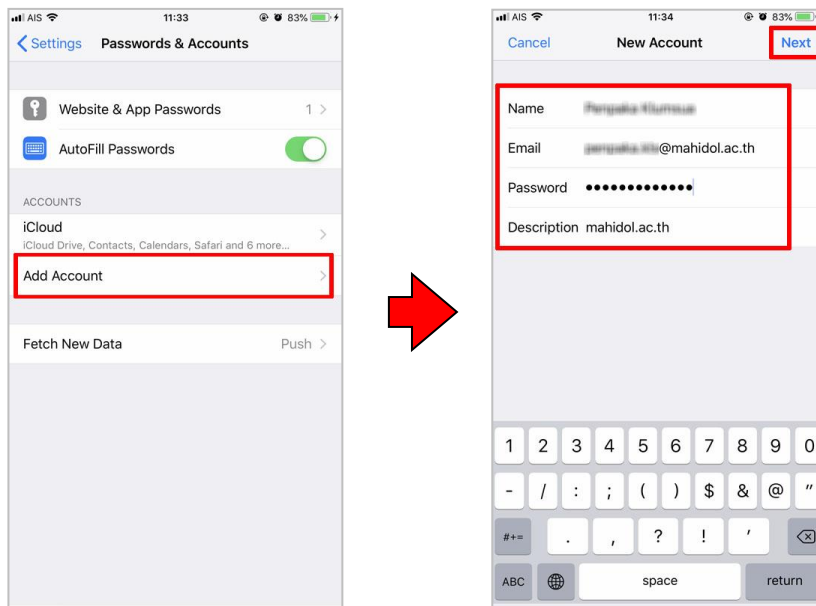 AIS 11:33 83%
Settings Passwords & Accounts
Website & App Passwords 1
AutoFill Passwords
ACCOUNTS
iCloud
iCloud Drive, Contacts, Calendars, Safari and 6 more...
Add Account
Fetch New Data Push
AIS 11:34 83%
Cancel New Account Next
Name
Email @mahidol.ac.th
Password •••••••••••••
Description mahidol.ac.th
1 2 3 4 5 6 7 8 9 0
- / : ; ( ) $ & @ "
#+= . , ? ! '
ABC space return